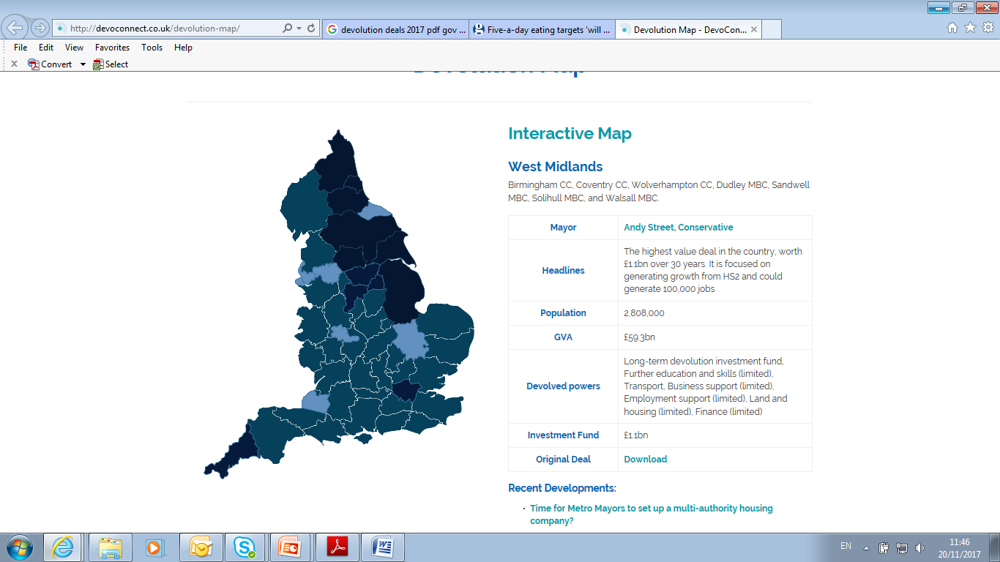 http://devoconnect.co.uk/devolution-map/
devolution deals 2017 pdf gov ...
Five-a-day eating targets 'will ...
Devolution Map - DevoCon...
File Edit View Favorites Tools Help
Convert Select
Devolution Map
Interactive Map
West Midlands
Birmingham CC, Coventry CC, Wolverhampton CC, Dudley MBC, Sandwell
MBC, Solihull MBC, and Walsall MBC.
Mayor Andy Street, Conservative
Headlines
The highest value deal in the country, worth
£1.1bn over 30 years. It is focused on
generating growth from HS2 and could
generate 100,000 jobs
Population 2,808,000
GVA £59.3bn
Devolved powers
Long-term devolution investment fund,
Further education and skills (limited),
Transport, Business support (limited),
Employment support (limited), Land and
housing (limited), Finance (limited)
Investment Fund £1.1bn
Original Deal Download
Recent Developments:
Time for Metro Mayors to set up a multi-authority housing
company?
EN
11:46
20/11/2017